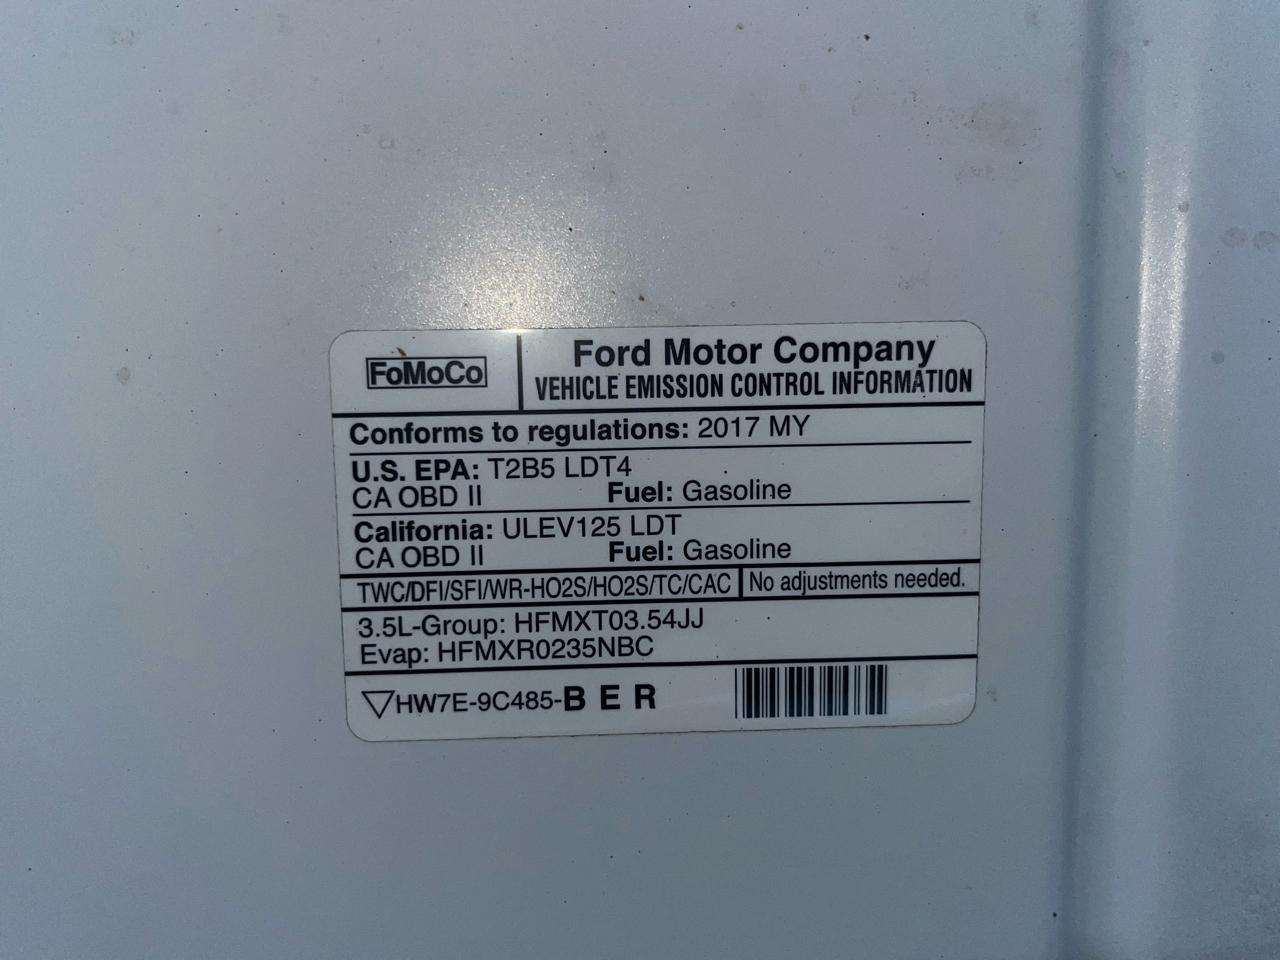 FoMoCo
Ford Motor Company
VEHICLE EMISSION CONTROL INFORMATION
Conforms to regulations: 2017 MY
U.S. EPA: T2B5 LDT4
CA OBD II Fuel: Gasoline
California: ULEV125 LDT
CA OBD II Fuel: Gasoline
TWC/DFI/SFI/WR-HO2S/HO2S/TC/CAC No adjustments needed.
3.5L-Group: HFMXT03.54JJ
Evap: HFMXR0235NBC
HW7E-9C485-B E R